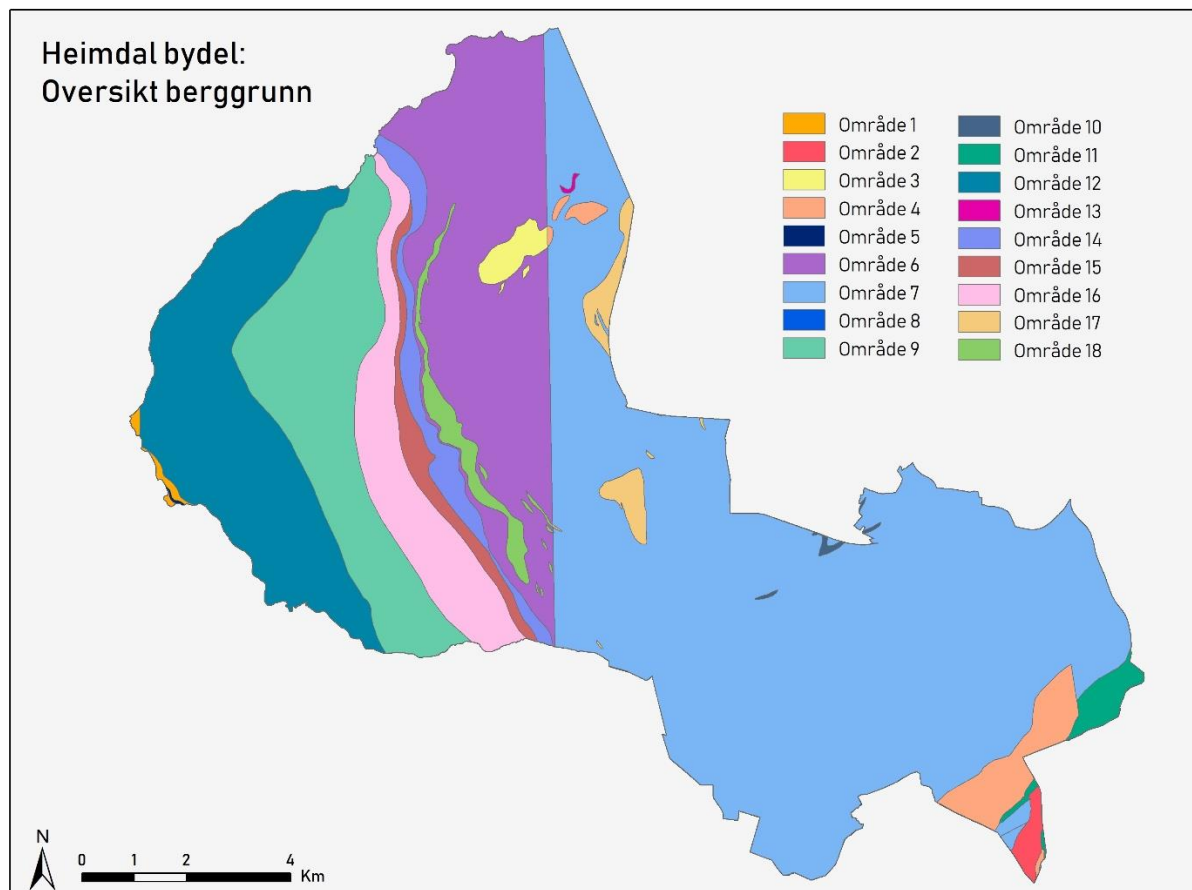 Heimdal bydel:
Oversikt berggrunn
Område 1
Område 2
Område 3
Område 4
Område 5
Område 6
Område 7
Område 8
Område 9
Område 10
Område 11
Område 12
Område 13
Område 14
Område 15
Område 16
Område 17
Område 18
N
0 1 2 4
Km